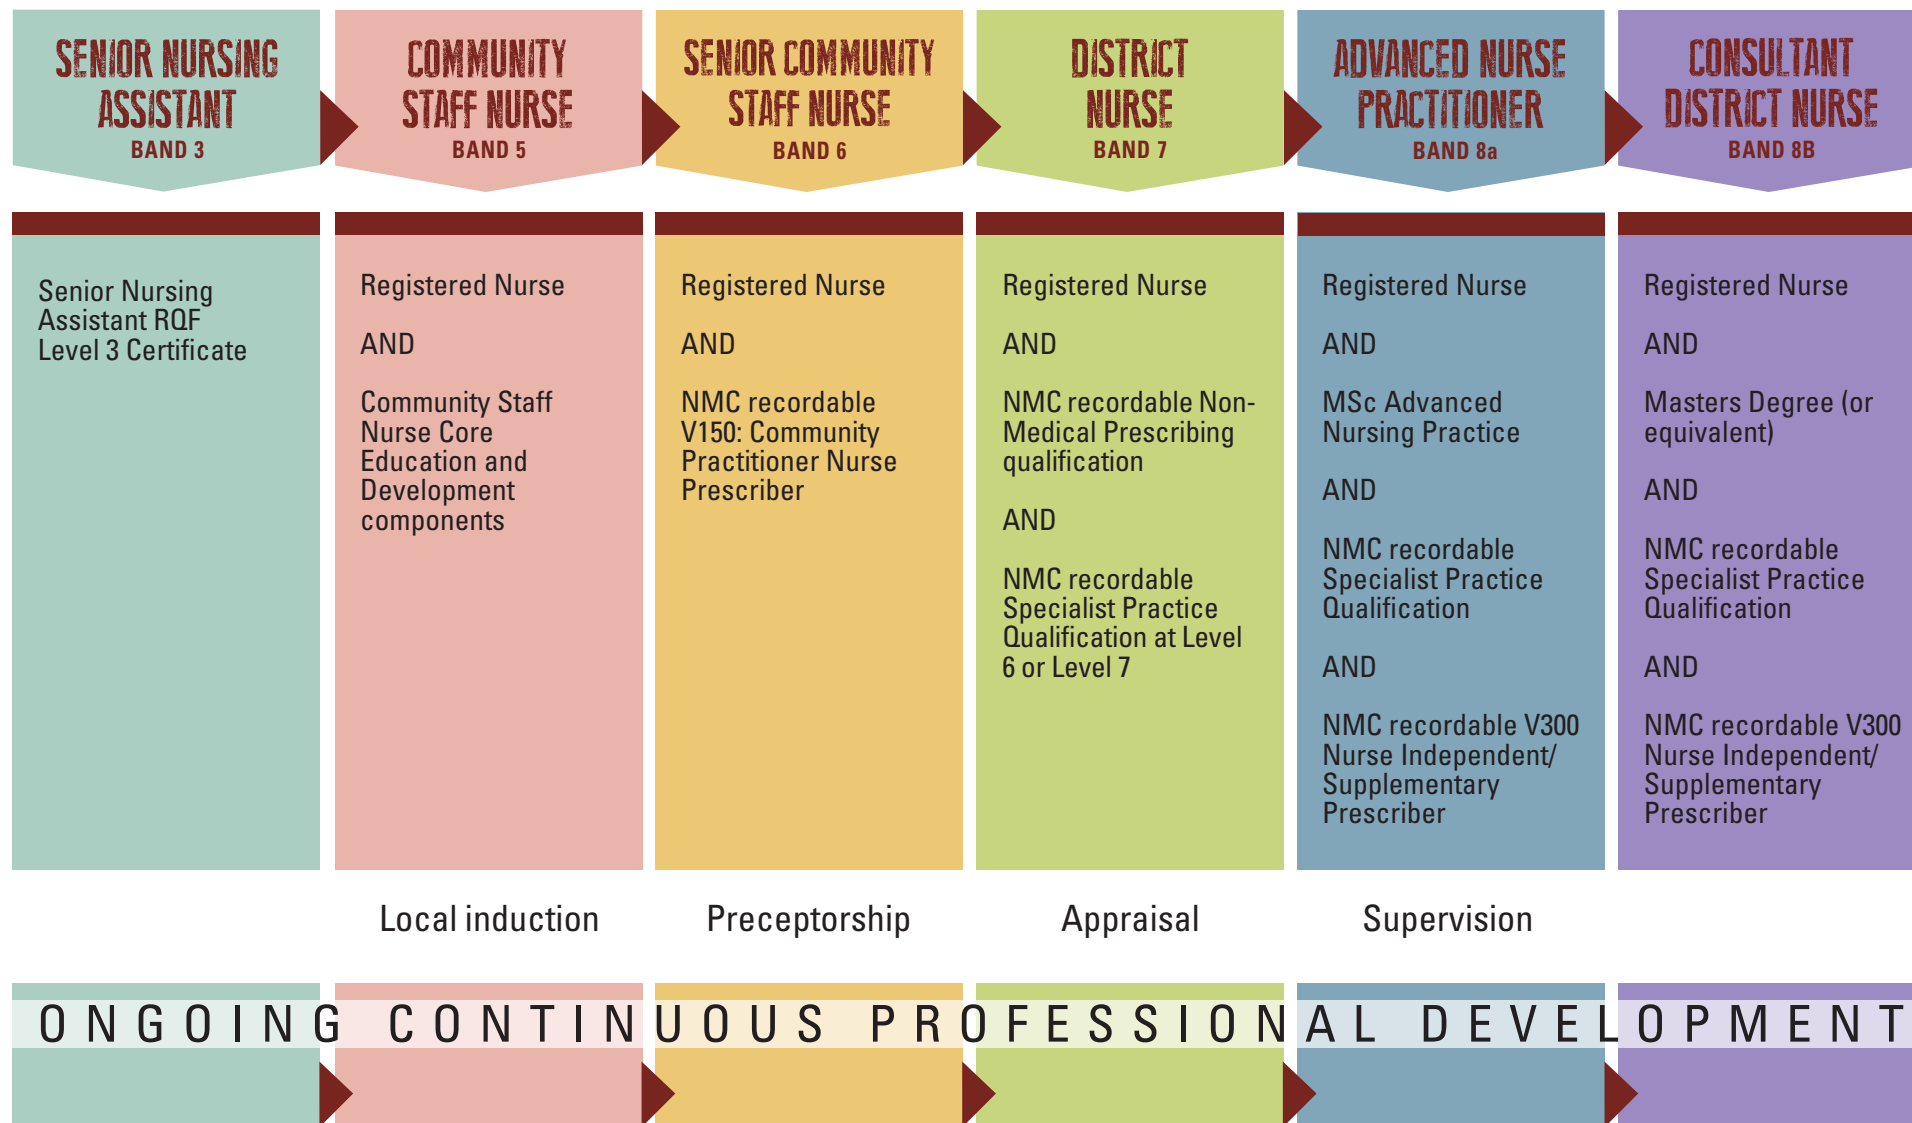 SENIOR NURSING
ASSISTANT
BAND 3
COMMUNITY
STAFF NURSE
BAND 5
SENIOR COMMUNITY
STAFF NURSE
BAND 6
DISTRICT
NURSE
BAND 7
ADVANCED NURSE
PRACTITIONER
BAND 8a
CONSULTANT
DISTRICT NURSE
BAND 8B
Senior Nursing
Assistant RQF
Level 3 Certificate
Registered Nurse
AND
Community Staff
Nurse Core
Education and
Development
components
Registered Nurse
AND
NMC recordable
V150: Community
Practitioner Nurse
Prescriber
Registered Nurse
AND
NMC recordable Non-
Medical Prescribing
qualification
AND
NMC recordable
Specialist Practice
Qualification at Level
6 or Level 7
Registered Nurse
AND
MSc Advanced
Nursing Practice
AND
NMC recordable
Specialist Practice
Qualification
AND
NMC recordable V300
Nurse Independent/
Supplementary
Prescriber
Registered Nurse
AND
Masters Degree (or
equivalent)
AND
NMC recordable
Specialist Practice
Qualification
AND
NMC recordable V300
Nurse Independent/
Supplementary
Prescriber
Local induction
Preceptorship
Appraisal
Supervision
ONGOING CONTINUOUS PROFESSIONAL DEVELOPMENT